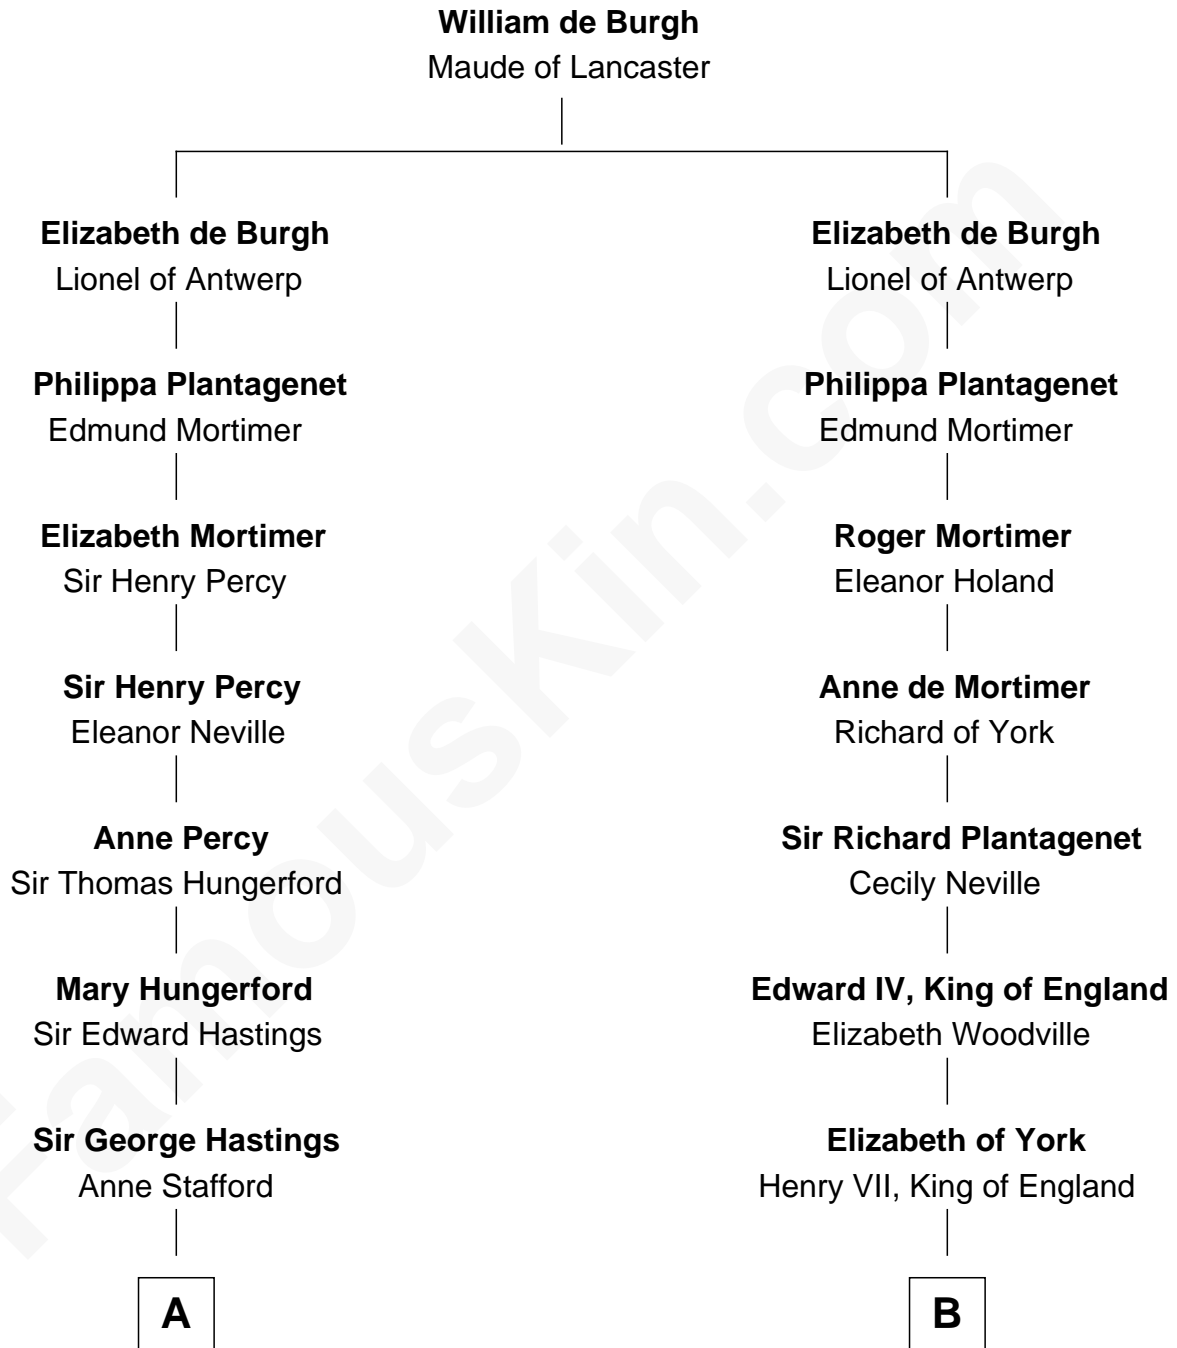 William de Burgh
Maude of Lancaster
Elizabeth de Burgh
Lionel of Antwerp
Philippa Plantagenet
Edmund Mortimer
Elizabeth Mortimer
Sir Henry Percy
Sir Henry Percy
Eleanor Neville
Anne Percy
Sir Thomas Hungerford
Mary Hungerford
Sir Edward Hastings
Sir George Hastings
Anne Stafford
A
Elizabeth de Burgh
Lionel of Antwerp
Philippa Plantagenet
Edmund Mortimer
Roger Mortimer
Eleanor Holand
Anne de Mortimer
Richard of York
Sir Richard Plantagenet
Cecily Neville
Edward IV, King of England
Elizabeth Woodville
Elizabeth of York
Henry VII, King of England
B
FamousKin.com